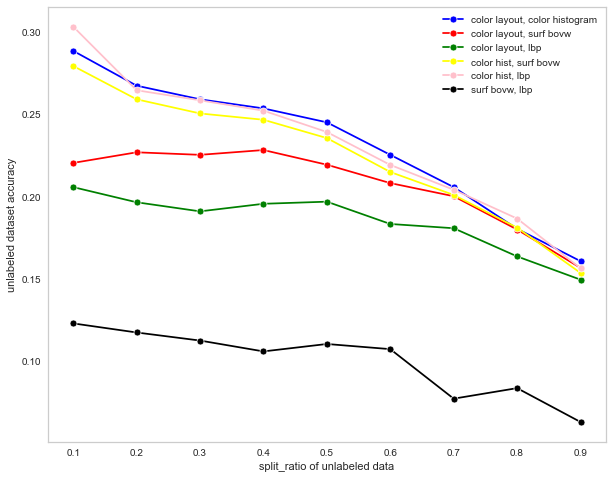 color layout, color histogram
color layout, surf bovw
color layout, lbp
color hist, surf bovw
color hist, lbp
surf bovw, lbp
unlabeled dataset accuracy
0.30
0.25
0.20
0.15
0.10
0.1 0.2 0.3 0.4 0.5 0.6 0.7 0.8 0.9
split_ratio of unlabeled data